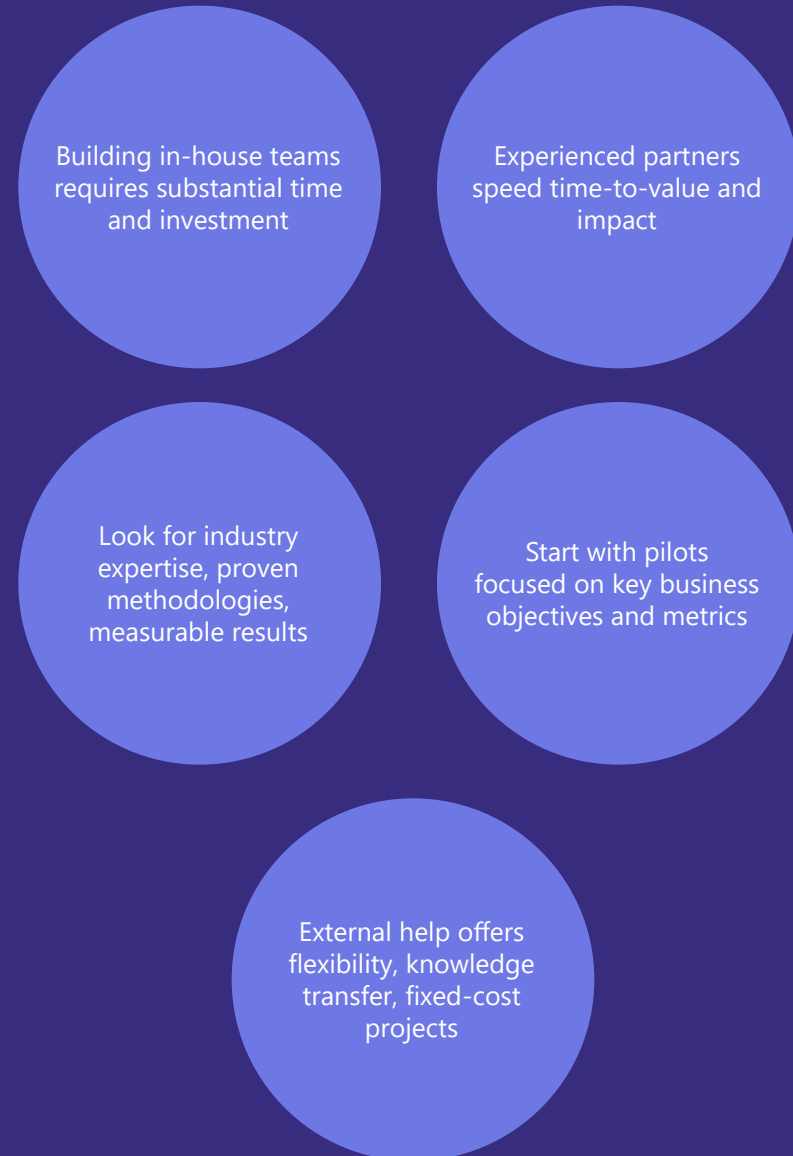 Building in-house teams
requires substantial time
and investment
Experienced partners
speed time-to-value and
impact
Look for industry
expertise, proven
methodologies,
measurable results
Start with pilots
focused on key business
objectives and metrics
External help offers
flexibility, knowledge
transfer, fixed-cost
projects